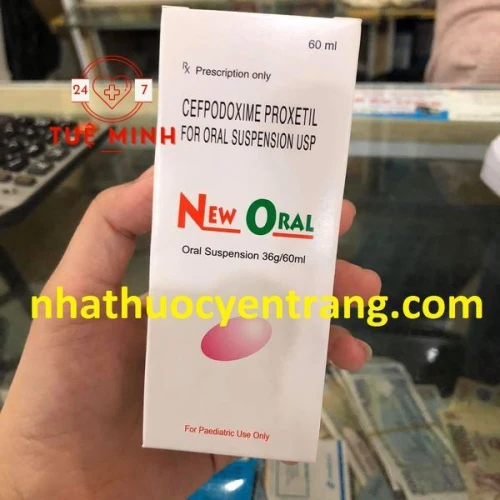 60 ml
Rx Prescription only
24 7
TUỆ MINH
CEFPODOXIME PROXETIL
FOR ORAL SUSPENSION USP
NEW ORAL
Oral Suspension 36g/60ml
nhathuocyentrang.com
For Paediatric Use Only